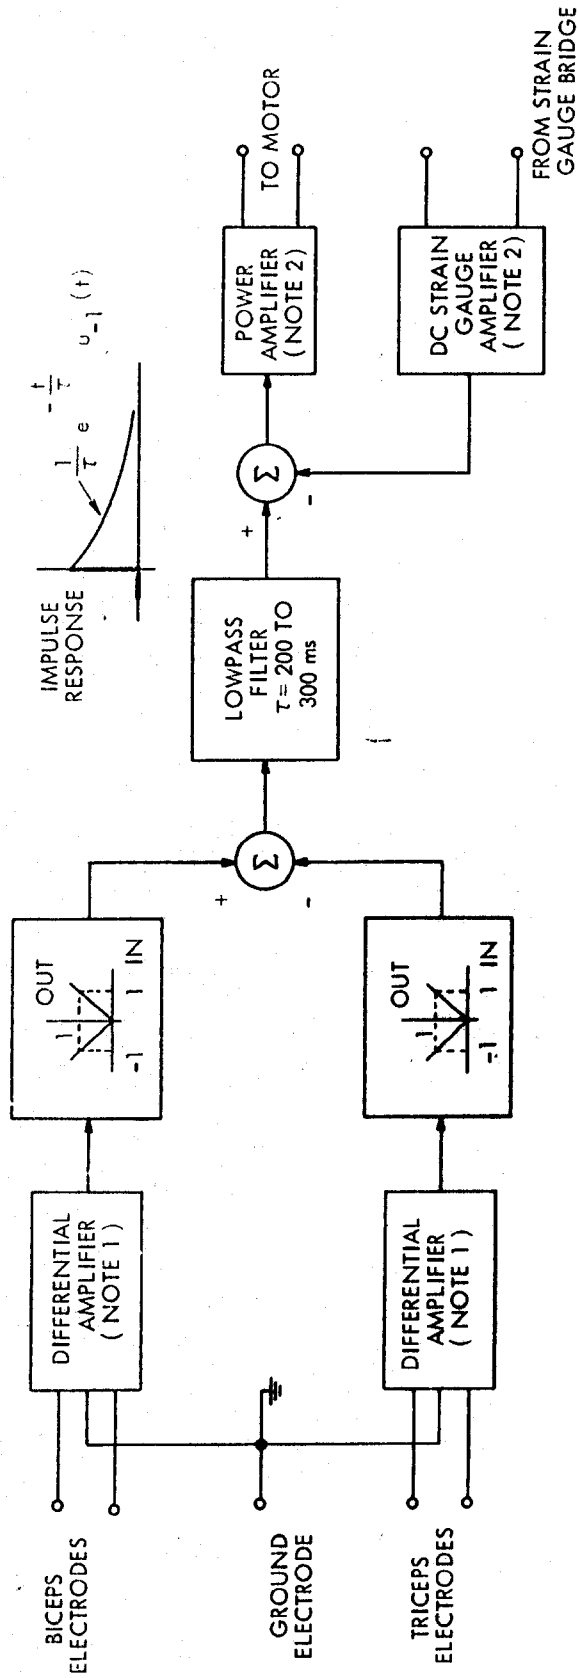 BICEPS
ELECTRODES
GROUND
ELECTRODE
TRICEPS
ELECTRODES
DIFFERENTIAL
AMPLIFIER
( NOTE 1 )
DIFFERENTIAL
AMPLIFIER
( NOTE 1 )
OUT
1
-1 1 IN
OUT
1
-1 1 IN
+
Σ
-
LOWPASS
FILTER
τ = 200 TO
300 ms
IMPULSE
RESPONSE
1/τ e -t/τ u-1 (t)
+
Σ
-
POWER
AMPLIFIER
(NOTE 2)
TO MOTOR
DC STRAIN
GAUGE
AMPLIFIER
( NOTE 2)
FROM STRAIN
GAUGE BRIDGE